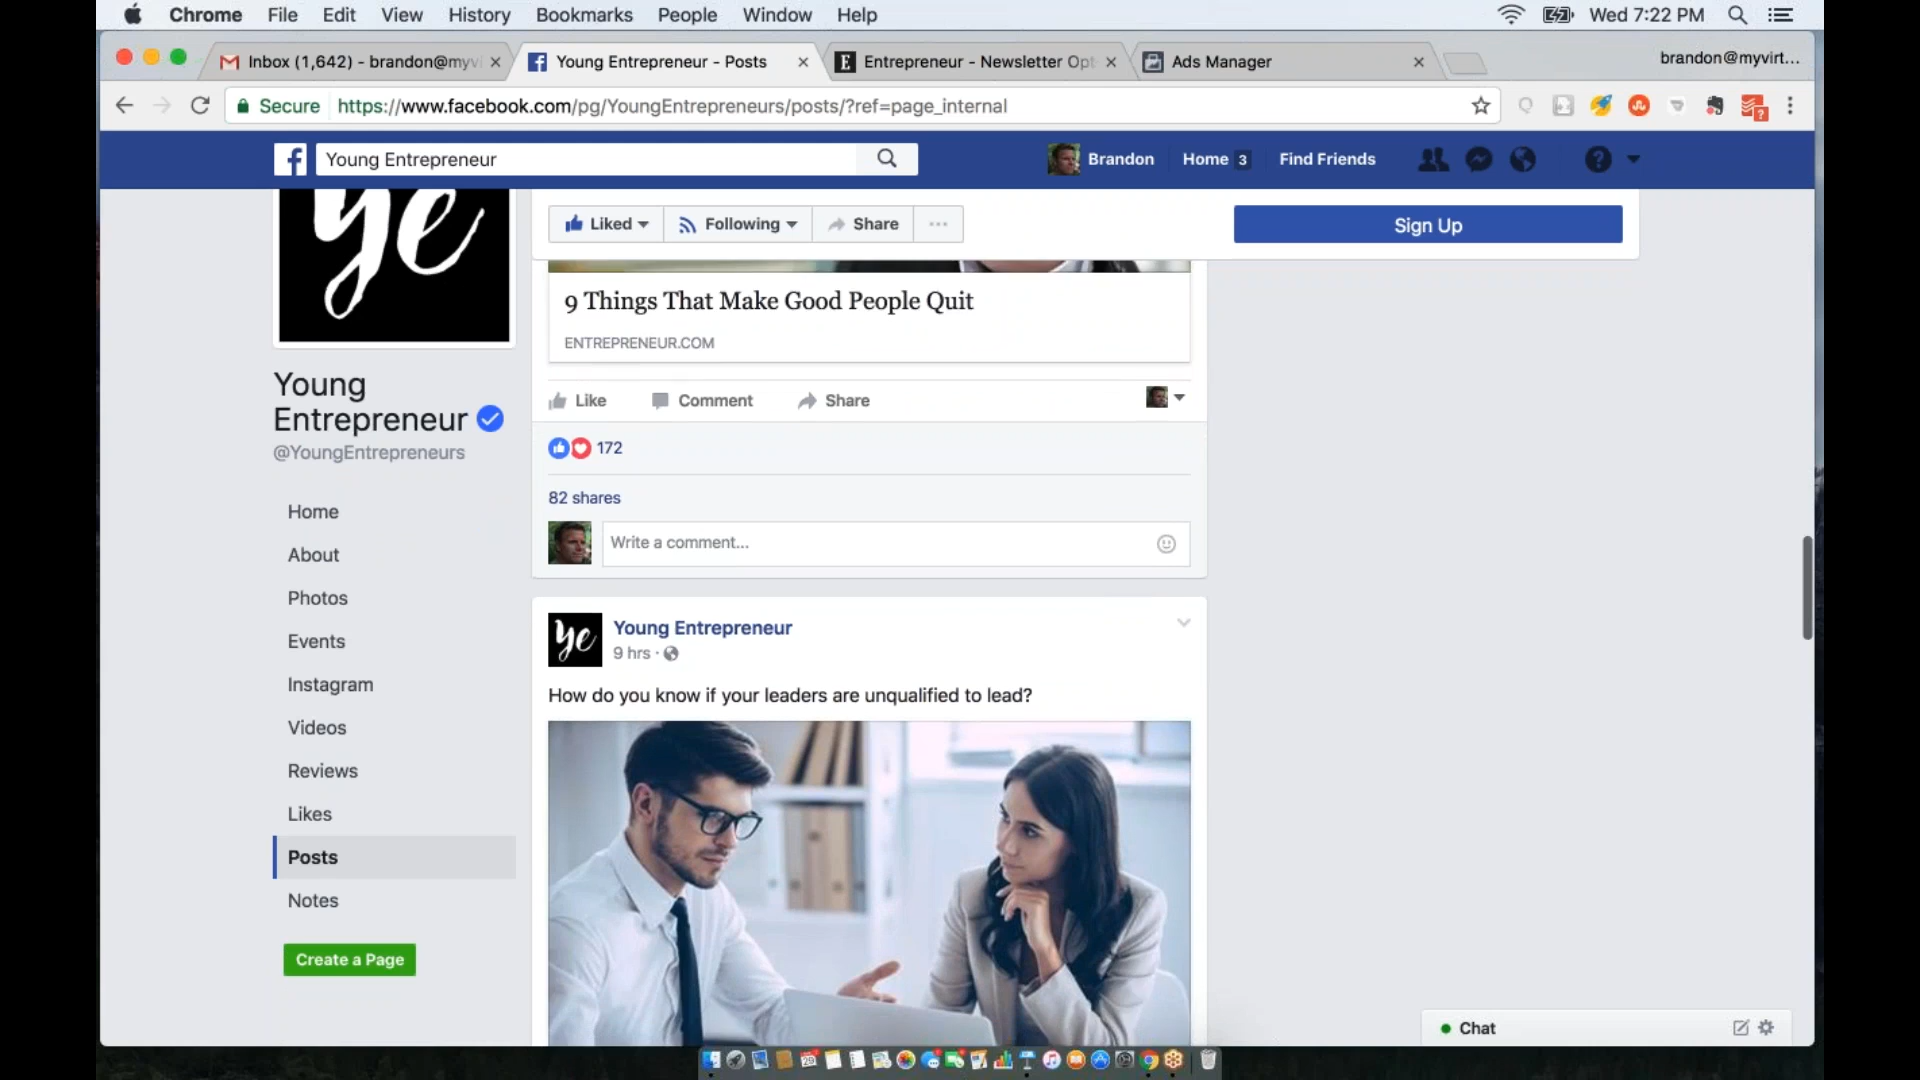 Chrome File Edit View History Bookmarks People Window Help Wed 7:22 PM
Inbox (1,642) - brandon@myvi Young Entrepreneur - Posts Entrepreneur - Newsletter Opt Ads Manager brandon@myvirt...
Secure https://www.facebook.com/pg/YoungEntrepreneurs/posts/?ref=page_internal
Young Entrepreneur Brandon Home 3 Find Friends
ye
Liked Following Share Sign Up
9 Things That Make Good People Quit
ENTREPRENEUR.COM
Like Comment Share
172
82 shares
Write a comment...
Young
Entrepreneur
@YoungEntrepreneurs
Home
About
Photos
Events
Instagram
Videos
Reviews
Likes
Posts
Notes
Create a Page
ye
Young Entrepreneur
9 hrs
How do you know if your leaders are unqualified to lead?
Chat